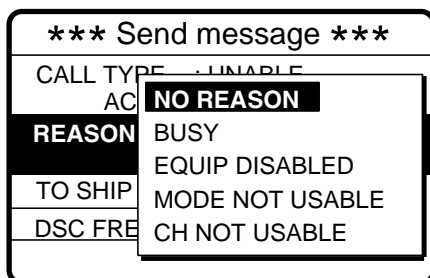 *** Send message ***
CALL TYPE : UNABLE
AC
REASON
NO REASON
BUSY
EQUIP DISABLED
MODE NOT USABLE
CH NOT USABLE
TO SHIP
DSC FRE